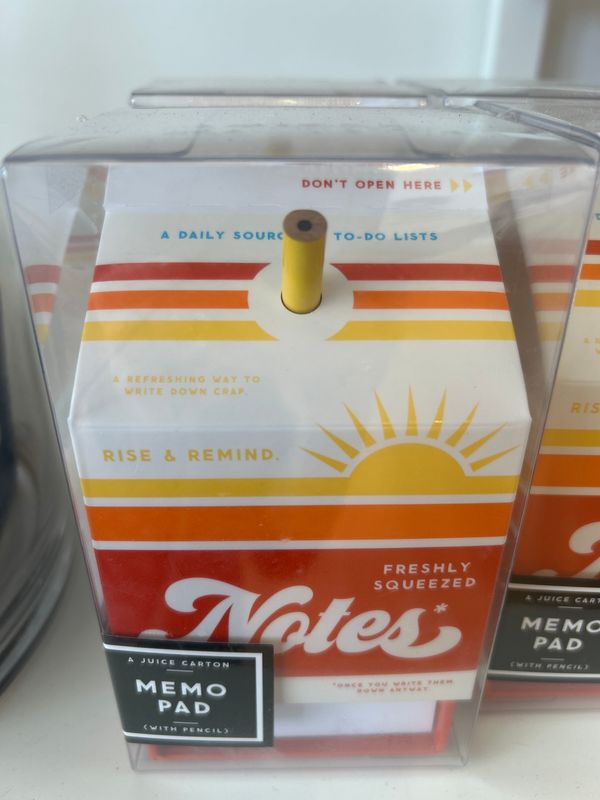 DON'T OPEN HERE
A DAILY SOURC TO-DO LISTS
A REFRESHING WAY TO
WRITE DOWN CRAP.
RISE & REMIND.
FRESHLY
SQUEEZED
Notes*
*ONCE YOU WRITE THEM
DOWN ANYWAY.
A JUICE CARTON
MEMO
PAD
(WITH PENCIL)
RIS
A JUICE CART
MEMO
PAD
(WITH PENCIL)